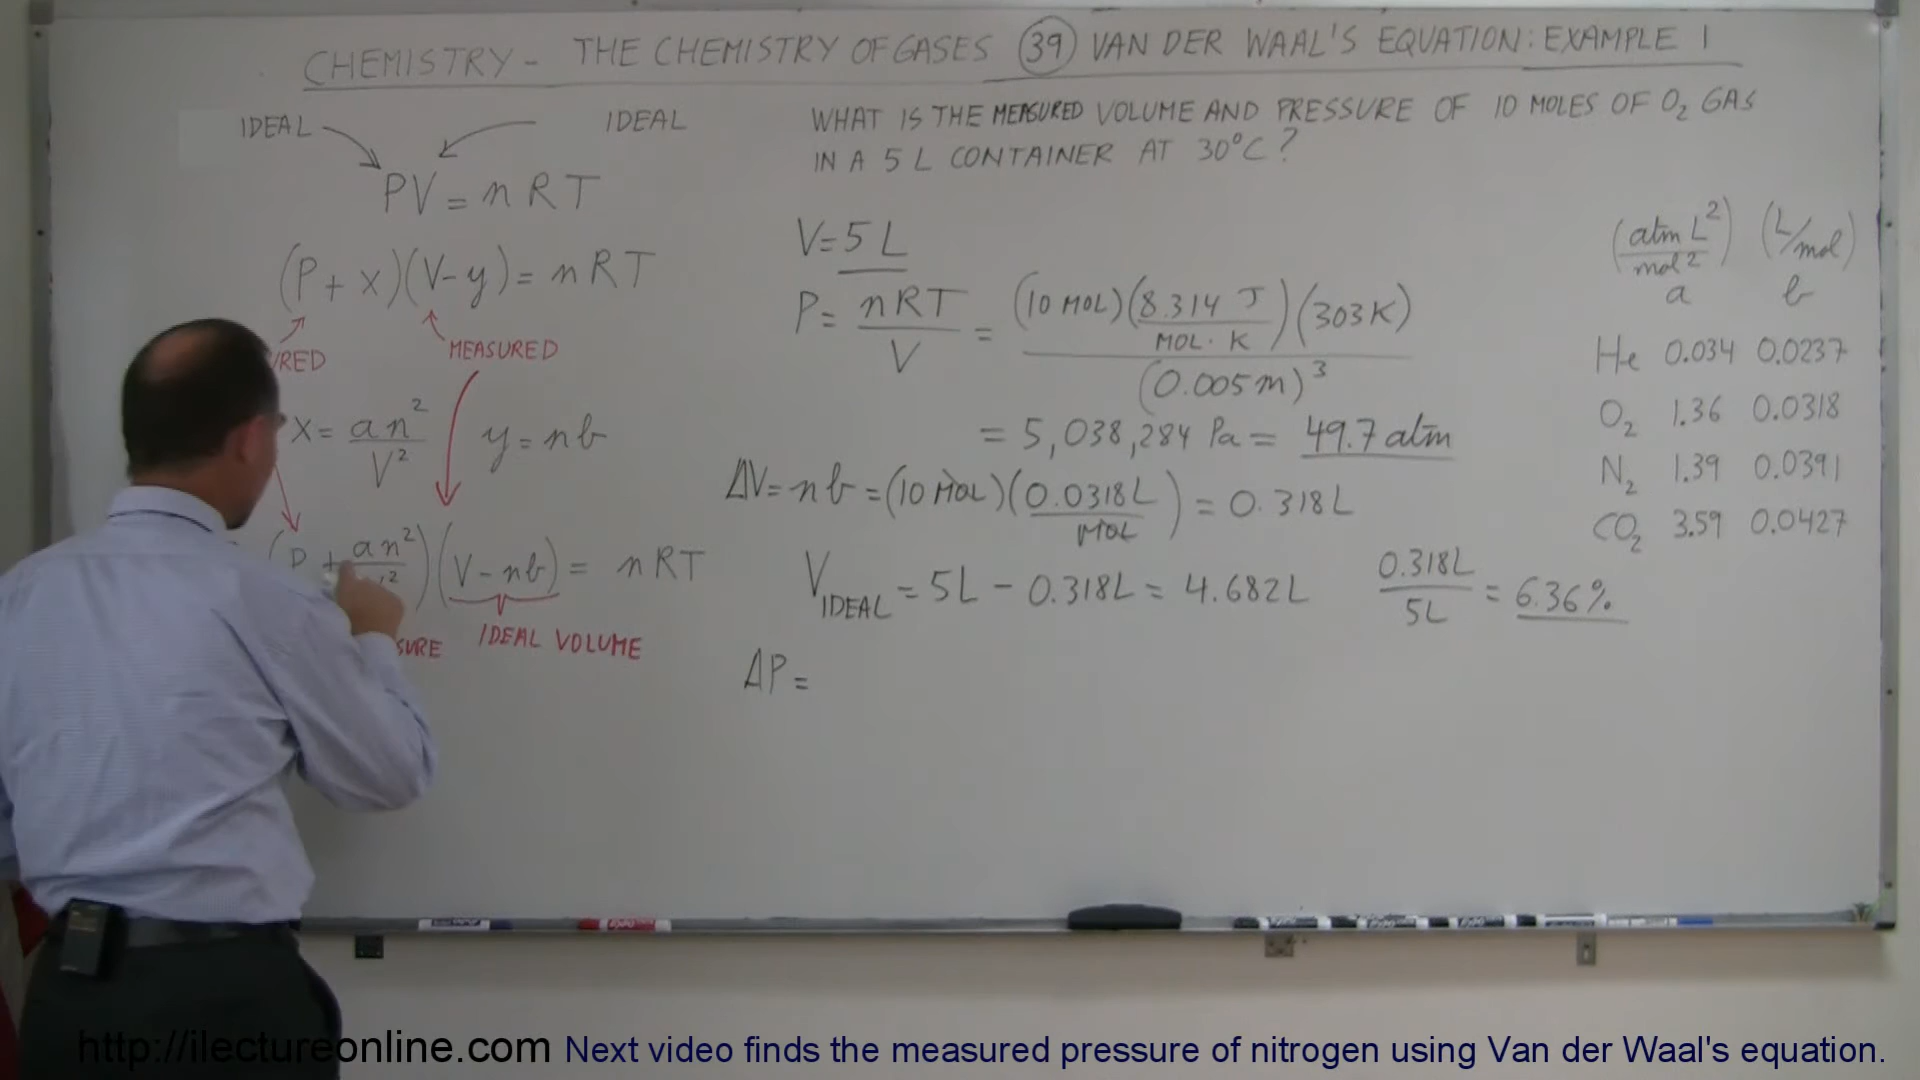 CHEMISTRY - THE CHEMISTRY OF GASES 39 VAN DER WAAL'S EQUATION: EXAMPLE 1
IDEAL IDEAL
PV = nRT
(P + x)(V - y) = nRT
MEASURED
x = an²/V² y = nb
an²) (V - nb) = nRT
IDEAL VOLUME
WHAT IS THE MEASURED VOLUME AND PRESSURE OF 10 MOLES OF O₂ GAS
IN A 5 L CONTAINER AT 30°C?
V = 5 L
P = nRT/V = (10 MOL)(8.314 J/MOL·K)(303K)/(0.005m)³
= 5,038,284 Pa = 49.7 atm
ΔV = nb = (10 MOL)(0.0318L/MOL) = 0.318L
V IDEAL = 5L - 0.318L = 4.682L 0.318L/5L = 6.36%
ΔP =
(atm L²/mol²) (L/mol)
a b
He 0.034 0.0237
O₂ 1.36 0.0318
N₂ 1.39 0.0391
CO₂ 3.59 0.0427
http://ilectureonline.com Next video finds the measured pressure of nitrogen using Van der Waal's equation.